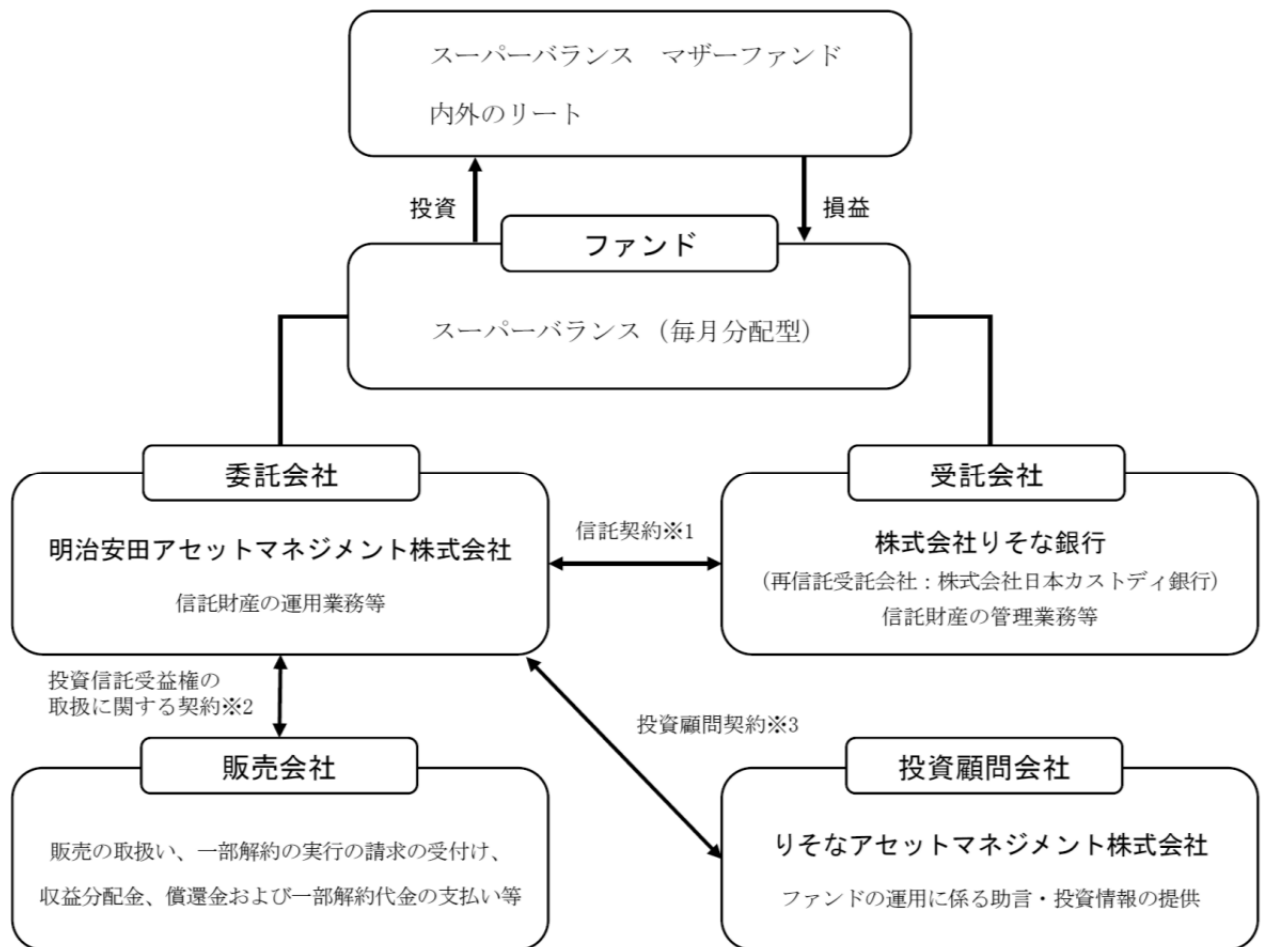 スーパーバランス　マザーファンド
内外のリート
投資
損益
ファンド
スーパーバランス（毎月分配型）
委託会社
明治安田アセットマネジメント株式会社
信託財産の運用業務等
信託契約※1
受託会社
株式会社りそな銀行
（再信託受託会社：株式会社日本カストディ銀行）
信託財産の管理業務等
投資信託受益権の
取扱に関する契約※2
投資顧問契約※3
販売会社
販売の取扱い、一部解約の実行の請求の受付け、
収益分配金、償還金および一部解約代金の支払い等
投資顧問会社
りそなアセットマネジメント株式会社
ファンドの運用に係る助言・投資情報の提供